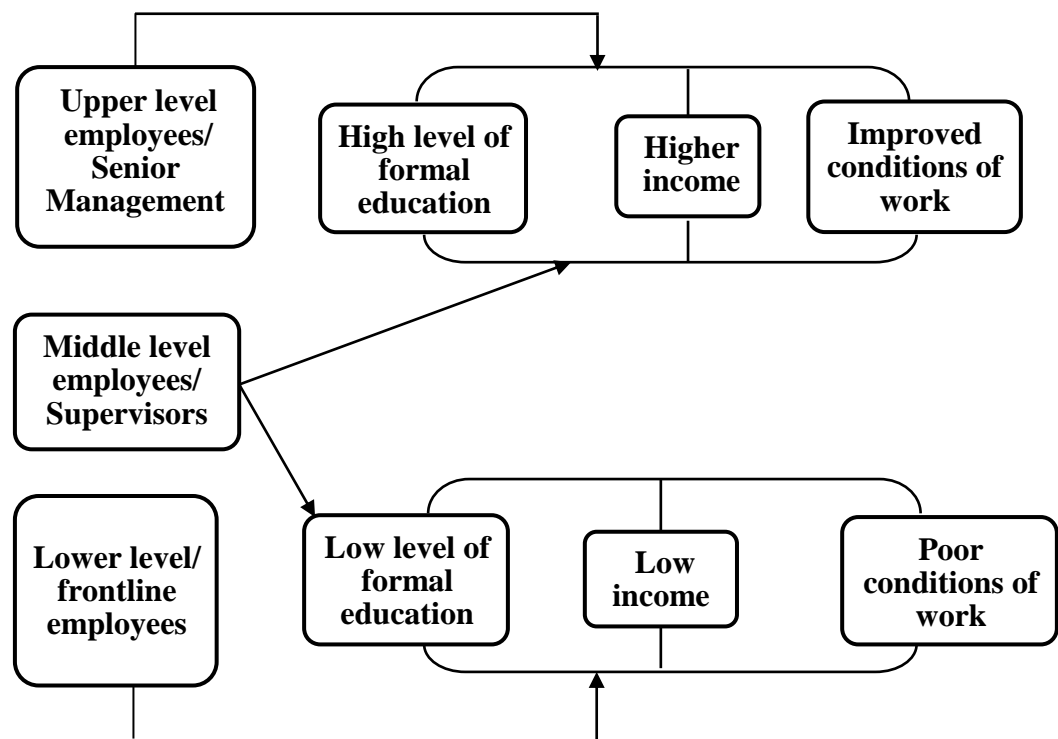 Upper level
employees/
Senior
Management
High level of
formal
education
Higher
income
Improved
conditions of
work
Middle level
employees/
Supervisors
Lower level/
frontline
employees
Low level of
formal
education
Low
income
Poor
conditions of
work